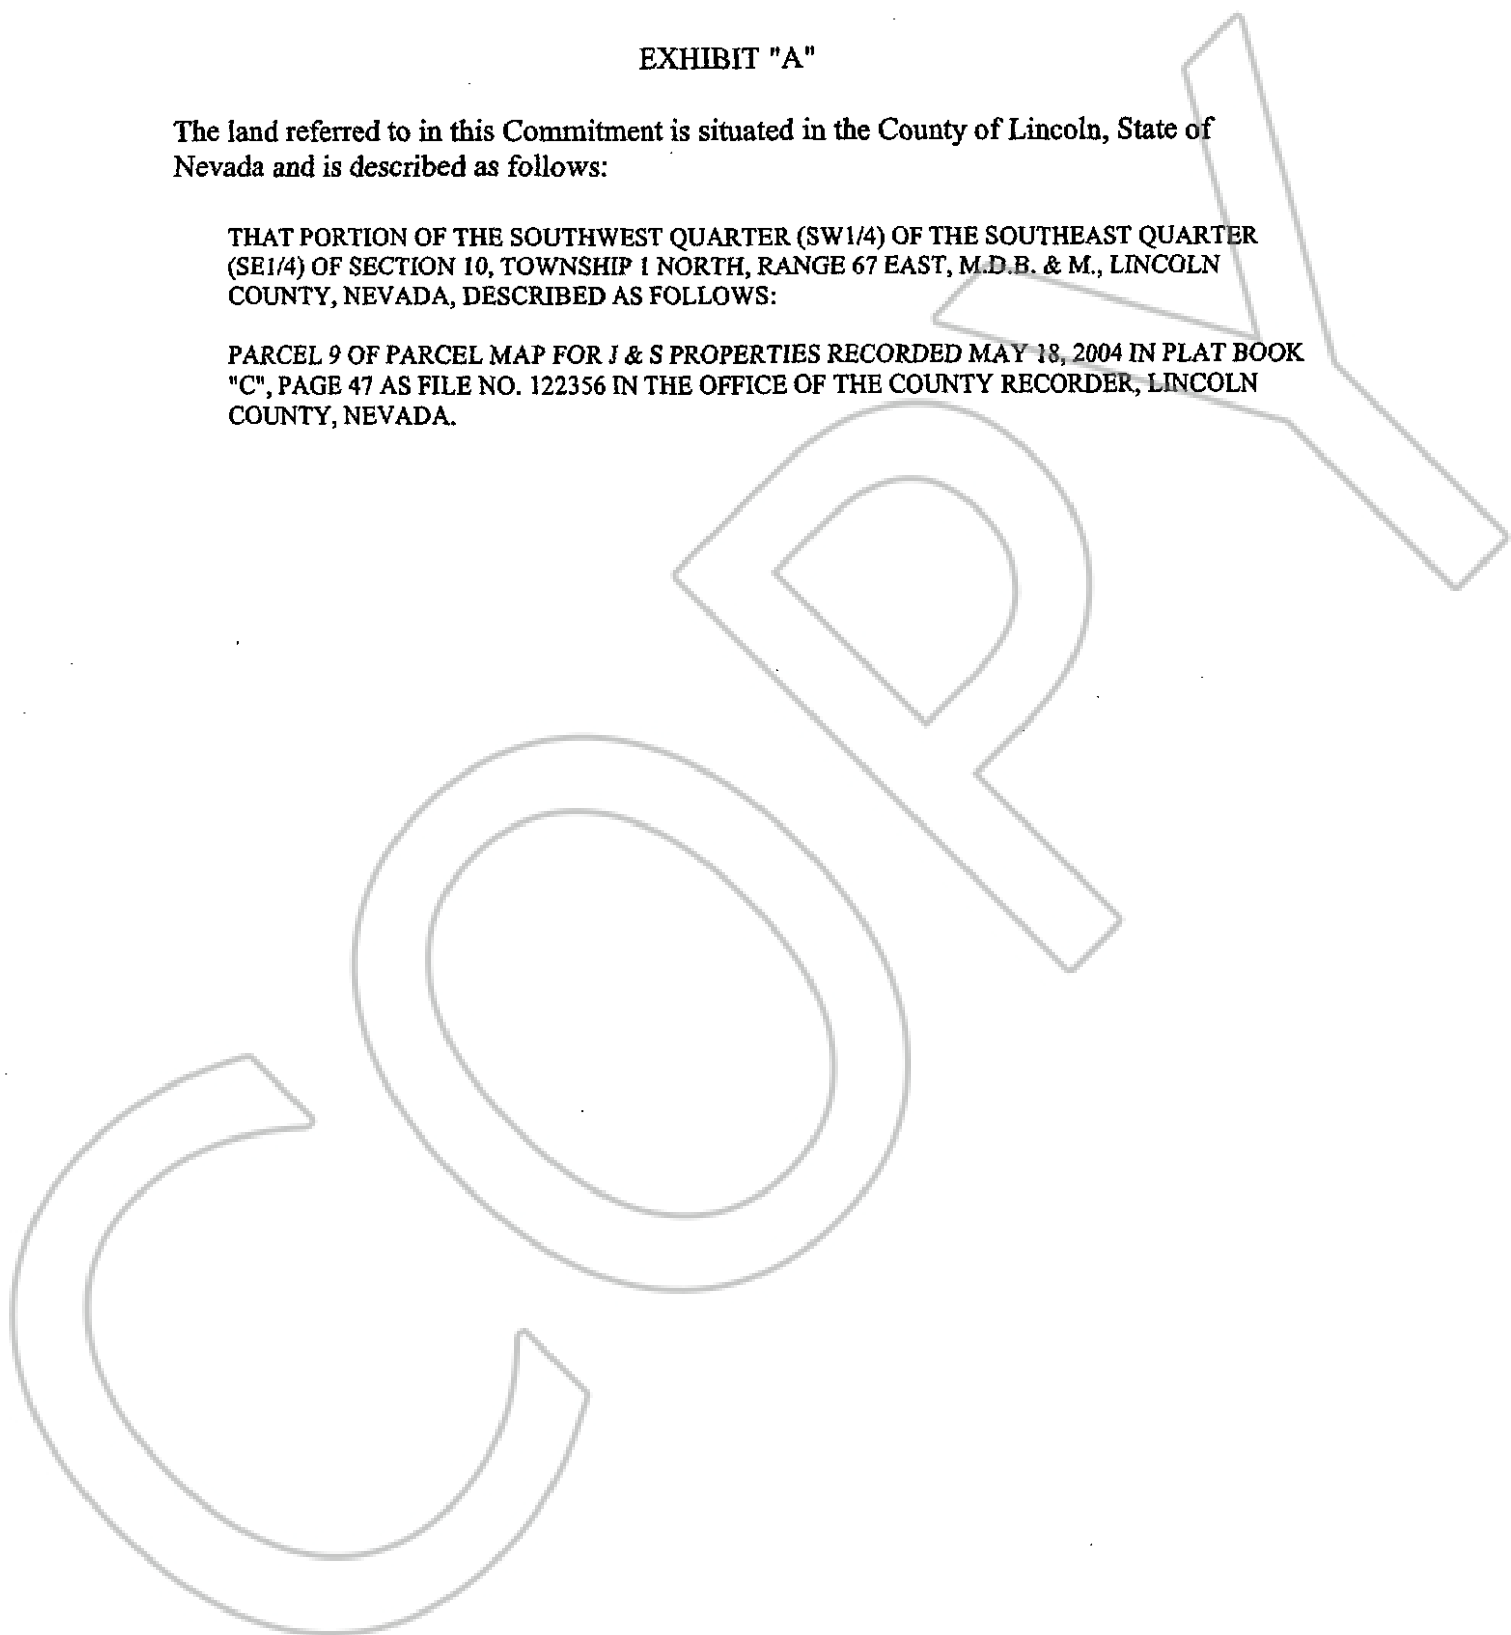 EXHIBIT "A"
The land referred to in this Commitment is situated in the County of Lincoln, State of
Nevada and is described as follows:
THAT PORTION OF THE SOUTHWEST QUARTER (SW1/4) OF THE SOUTHEAST QUARTER
(SE1/4) OF SECTION 10, TOWNSHIP 1 NORTH, RANGE 67 EAST, M.D.B. & M., LINCOLN
COUNTY, NEVADA, DESCRIBED AS FOLLOWS:
PARCEL 9 OF PARCEL MAP FOR J & S PROPERTIES RECORDED MAY 18, 2004 IN PLAT BOOK
"C", PAGE 47 AS FILE NO. 122356 IN THE OFFICE OF THE COUNTY RECORDER, LINCOLN
COUNTY, NEVADA.
COPY